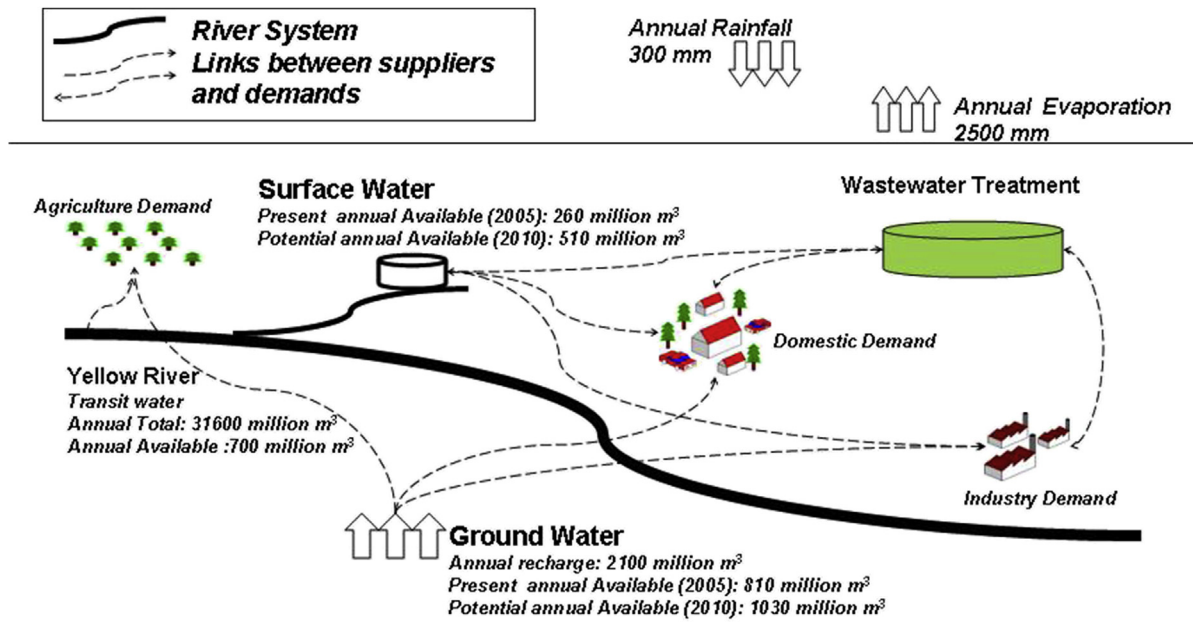 River System
Links between suppliers
and demands
Annual Rainfall
300 mm
Annual Evaporation
2500 mm
Agriculture Demand
Surface Water
Present annual Available (2005): 260 million m³
Potential annual Available (2010): 510 million m³
Wastewater Treatment
Domestic Demand
Yellow River
Transit water
Annual Total: 31600 million m³
Annual Available :700 million m³
Industry Demand
Ground Water
Annual recharge: 2100 million m³
Present annual Available (2005): 810 million m³
Potential annual Available (2010): 1030 million m³